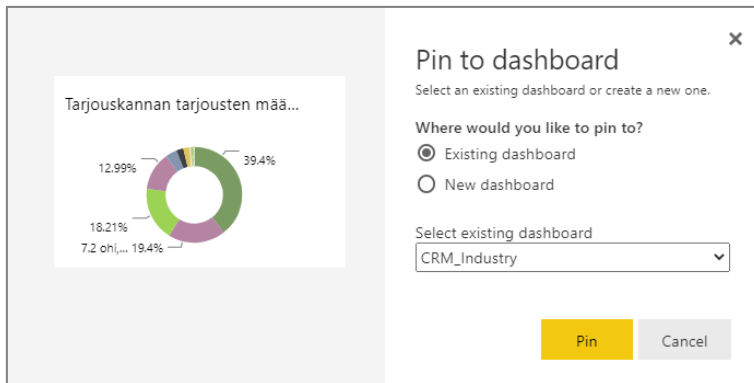 Tarjouskannan tarjousten mää...
12.99%
39.4%
18.21%
7.2 ohi,... 19.4%
Pin to dashboard
Select an existing dashboard or create a new one.
Where would you like to pin to?
Existing dashboard
New dashboard
Select existing dashboard
CRM_Industry
Pin
Cancel